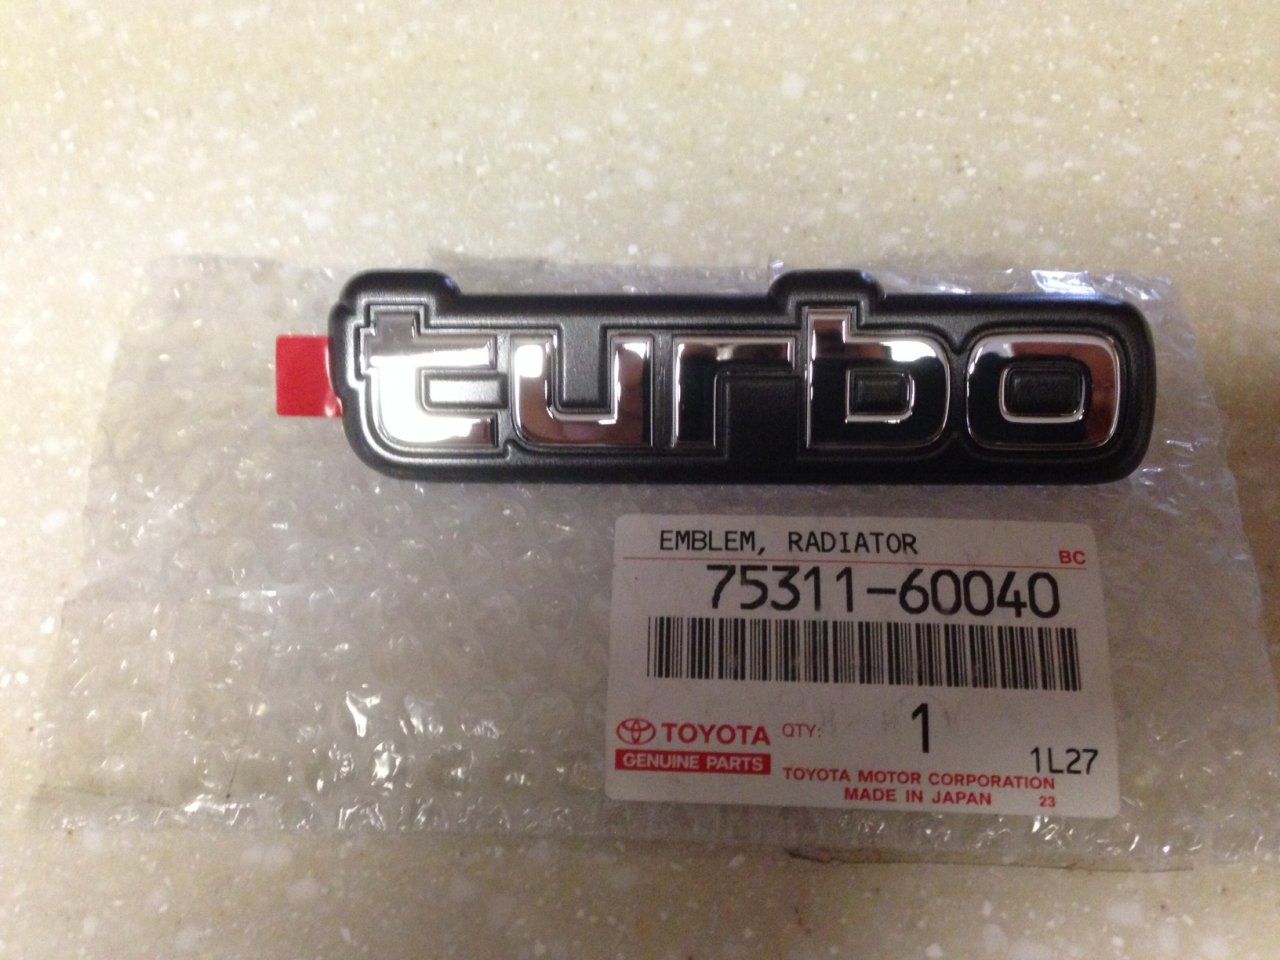 turbo
EMBLEM, RADIATOR
BC
75311-60040
TOYOTA QTY: 1
GENUINE PARTS
1L27
TOYOTA MOTOR CORPORATION
MADE IN JAPAN 23